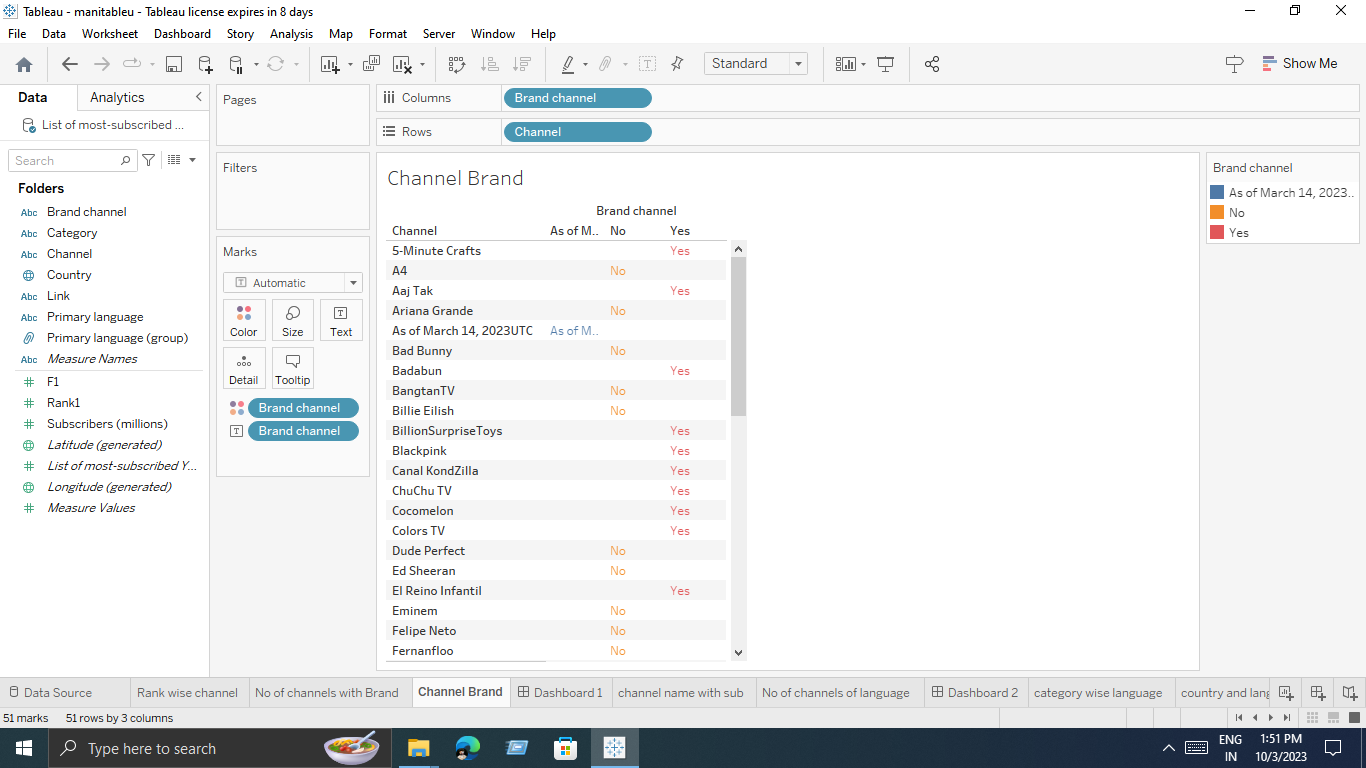 Tableau - manitableu - Tableau license expires in 8 days
File Data Worksheet Dashboard Story Analysis Map Format Server Window Help
Standard Show Me
Data Analytics
List of most-subscribed ...
Search
Folders
Abc Brand channel
Abc Category
Abc Channel
Country
Abc Link
Abc Primary language
Primary language (group)
Abc Measure Names
# F1
# Rank1
# Subscribers (millions)
Latitude (generated)
# List of most-subscribed Y...
Longitude (generated)
# Measure Values
Pages
Filters
Marks
T Automatic
Color Size Text
Detail Tooltip
Brand channel
T Brand channel
Columns Brand channel
Rows Channel
Channel Brand
Brand channel
Channel As of M.. No Yes
5-Minute Crafts Yes
A4 No
Aaj Tak Yes
Ariana Grande No
As of March 14, 2023UTC As of M..
Bad Bunny No
Badabun Yes
BangtanTV No
Billie Eilish No
BillionSurpriseToys Yes
Blackpink Yes
Canal KondZilla Yes
ChuChu TV Yes
Cocomelon Yes
Colors TV Yes
Dude Perfect No
Ed Sheeran No
El Reino Infantil Yes
Eminem No
Felipe Neto No
Fernanfloo No
Brand channel
As of March 14, 2023..
No
Yes
Data Source Rank wise channel No of channels with Brand Channel Brand Dashboard 1 channel name with sub No of channels of language Dashboard 2 category wise language country and lang
51 marks 51 rows by 3 columns
Type here to search
ENG
IN
1:51 PM
10/3/2023